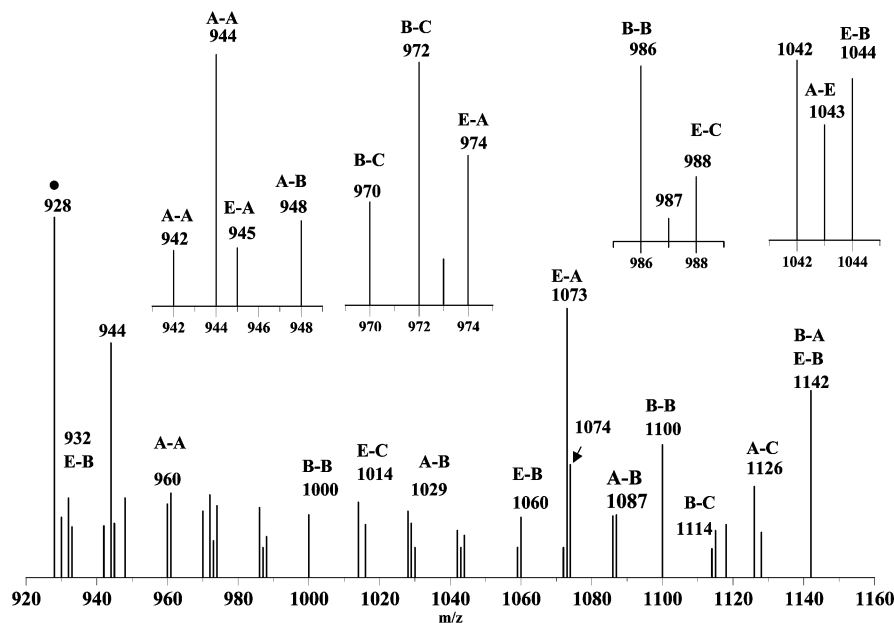 A-A
944
B-C
972
B-B
986
1042
E-B
1044
A-E
1043
E-A
974
E-C
988
B-C
970
A-B
948
A-A
942
E-A
945
987
928
942
944
946
948
970
972
974
986
988
1042
1044
E-A
1073
944
B-A
E-B
1142
932
E-B
A-A
960
B-B
1000
E-C
1014
A-B
1029
E-B
1060
1074
A-B
1087
B-B
1100
B-C
1114
A-C
1126
920
940
960
980
1000
1020
1040
1060
1080
1100
1120
1140
1160
m/z